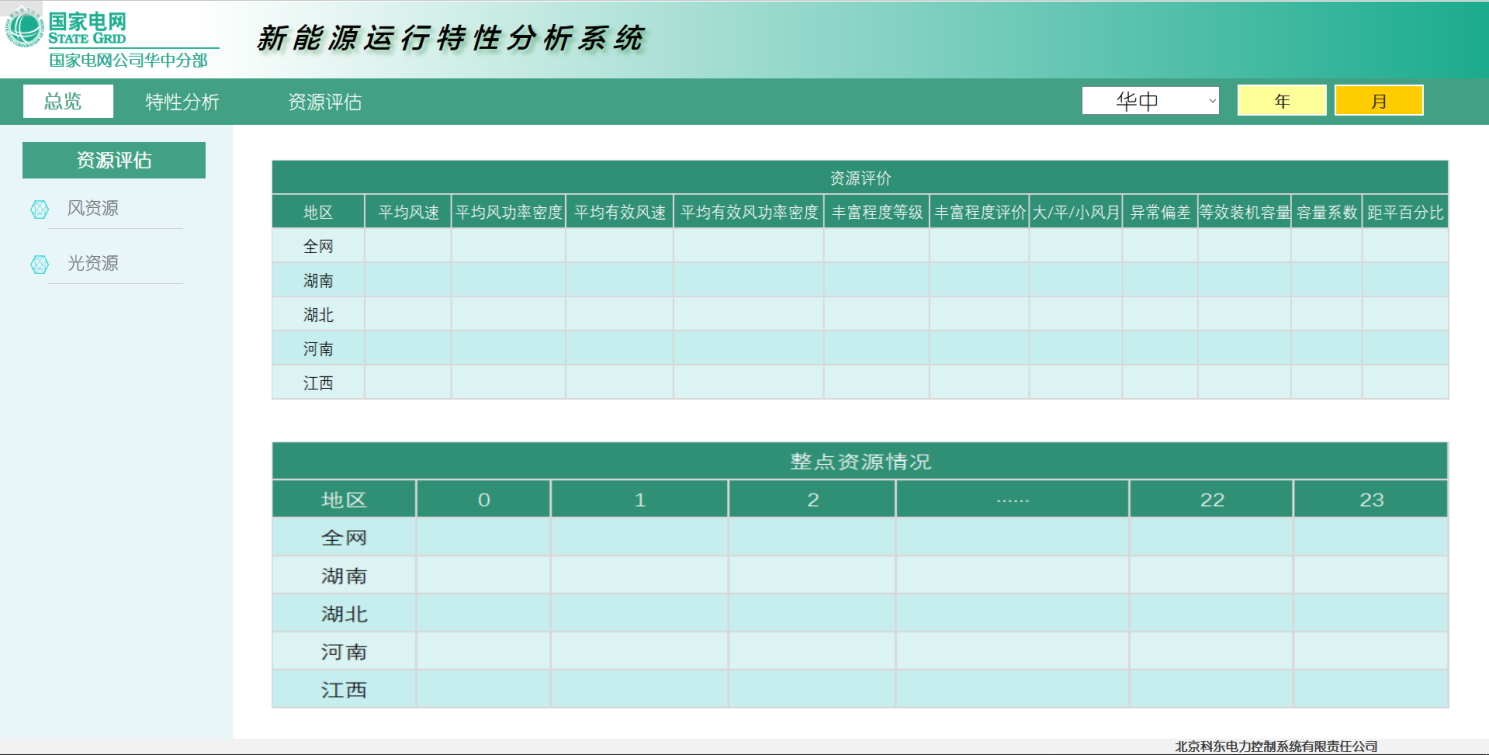 国家电网
STATE GRID
国家电网公司华中分部
新能源运行特性分析系统
总览 特性分析 资源评估 华中 年 月
资源评估
风资源
光资源
资源评价
地区 平均风速 平均风功率密度 平均有效风速 平均有效风功率密度 丰富程度等级 丰富程度评价 大/平/小风月 异常偏差 等效装机容量 容量系数 距平百分比
全网
湖南
湖北
河南
江西
整点资源情况
地区 0 1 2 ······ 22 23
全网
湖南
湖北
河南
江西
北京科东电力控制系统有限责任公司